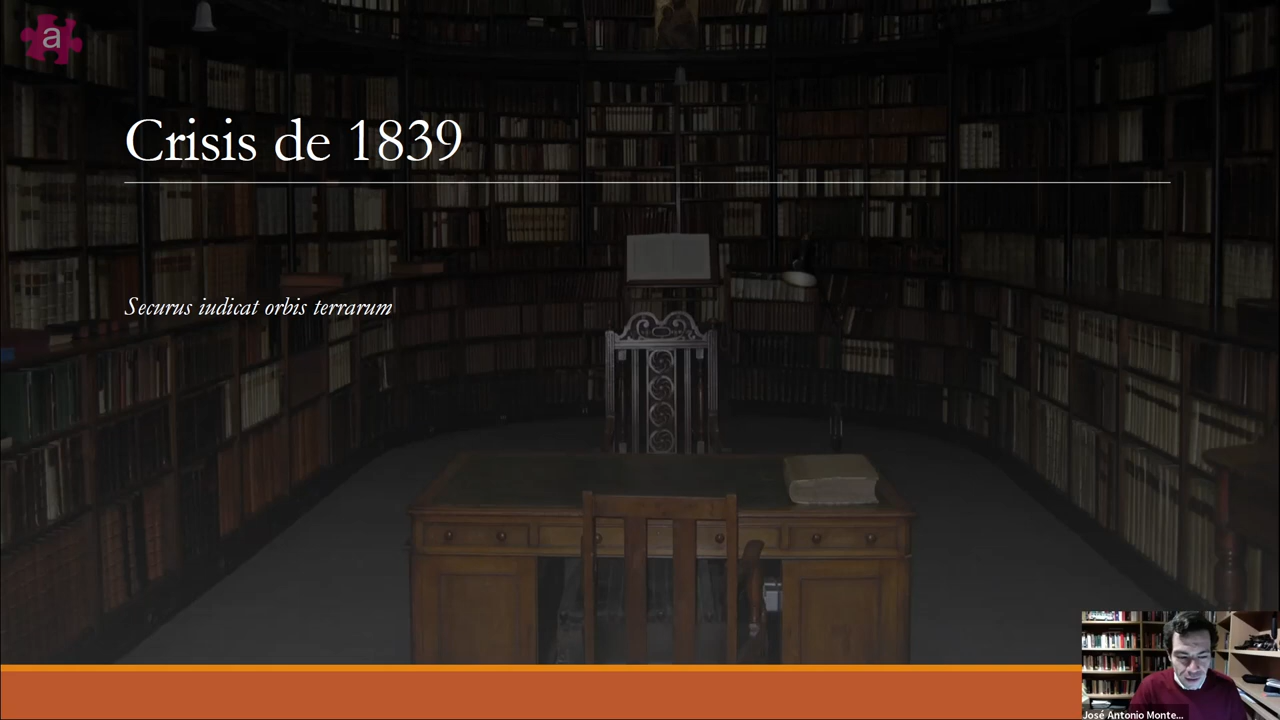 a
Crisis de 1839
Securus iudicat orbis terrarum
José Antonio Monte...